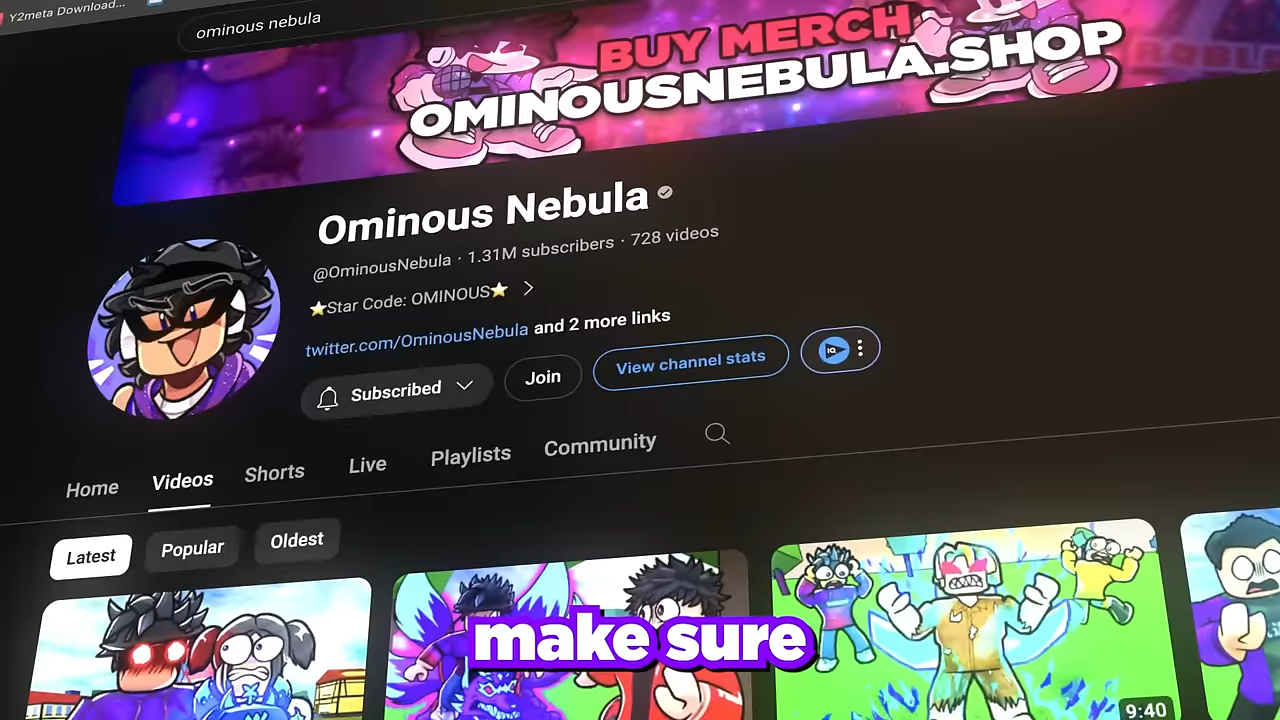 Y2meta Download...
ominous nebula
BUY MERCH
OMINOUSNEBULA.SHOP
Ominous Nebula
@OminousNebula · 1.31M subscribers · 728 videos
⭐Star Code: OMINOUS⭐ >
twitter.com/OminousNebula and 2 more links
Subscribed
Join
View channel stats
IQ
Home
Videos
Shorts
Live
Playlists
Community
Latest
Popular
Oldest
make sure
9:40